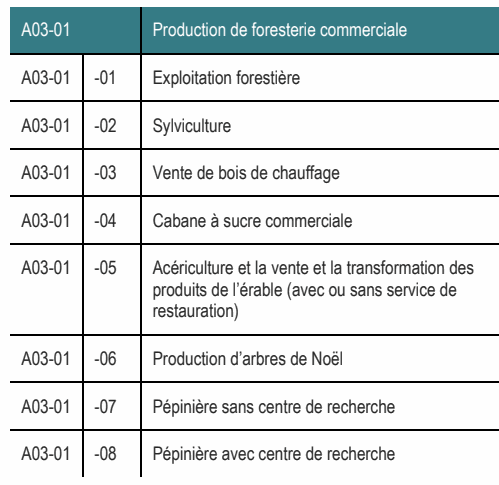 A03-01 Production de foresterie commerciale
A03-01 -01 Exploitation forestière
A03-01 -02 Sylviculture
A03-01 -03 Vente de bois de chauffage
A03-01 -04 Cabane à sucre commerciale
A03-01 -05 Acériculture et la vente et la transformation des
produits de l’érable (avec ou sans service de
restauration)
A03-01 -06 Production d’arbres de Noël
A03-01 -07 Pépinière sans centre de recherche
A03-01 -08 Pépinière avec centre de recherche